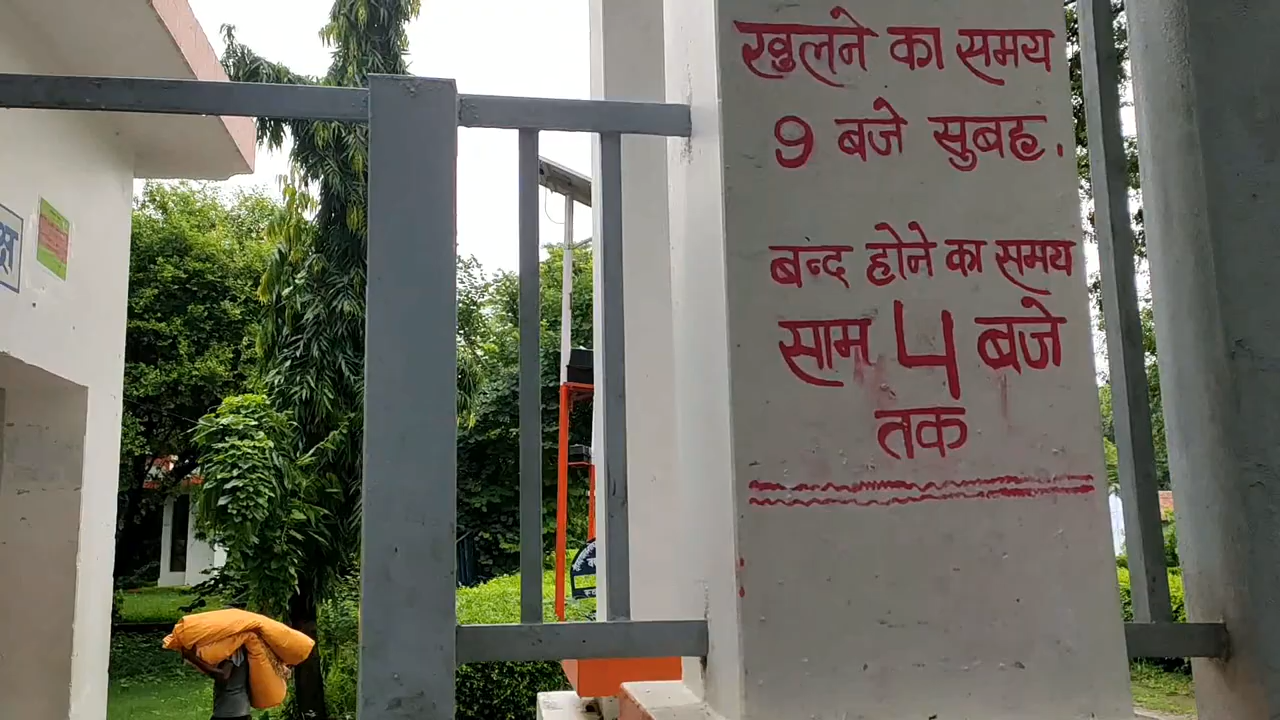 खुलने का समय
9 बजे सुबह.
बन्द होने का समय
साम 4 बजे
तक